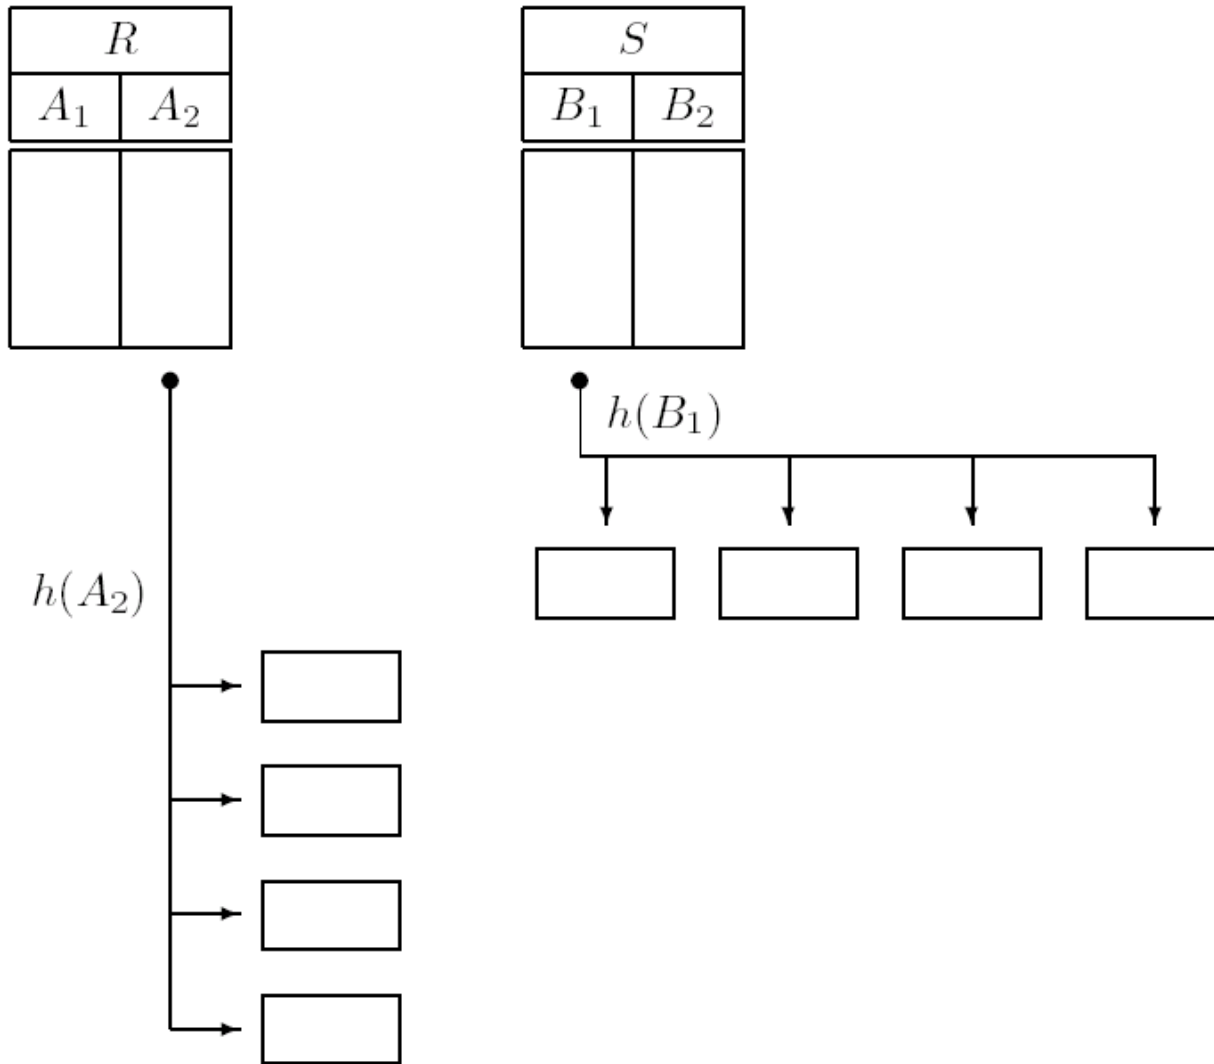 R
A₁ A₂
S
B₁ B₂
h(B₁)
h(A₂)